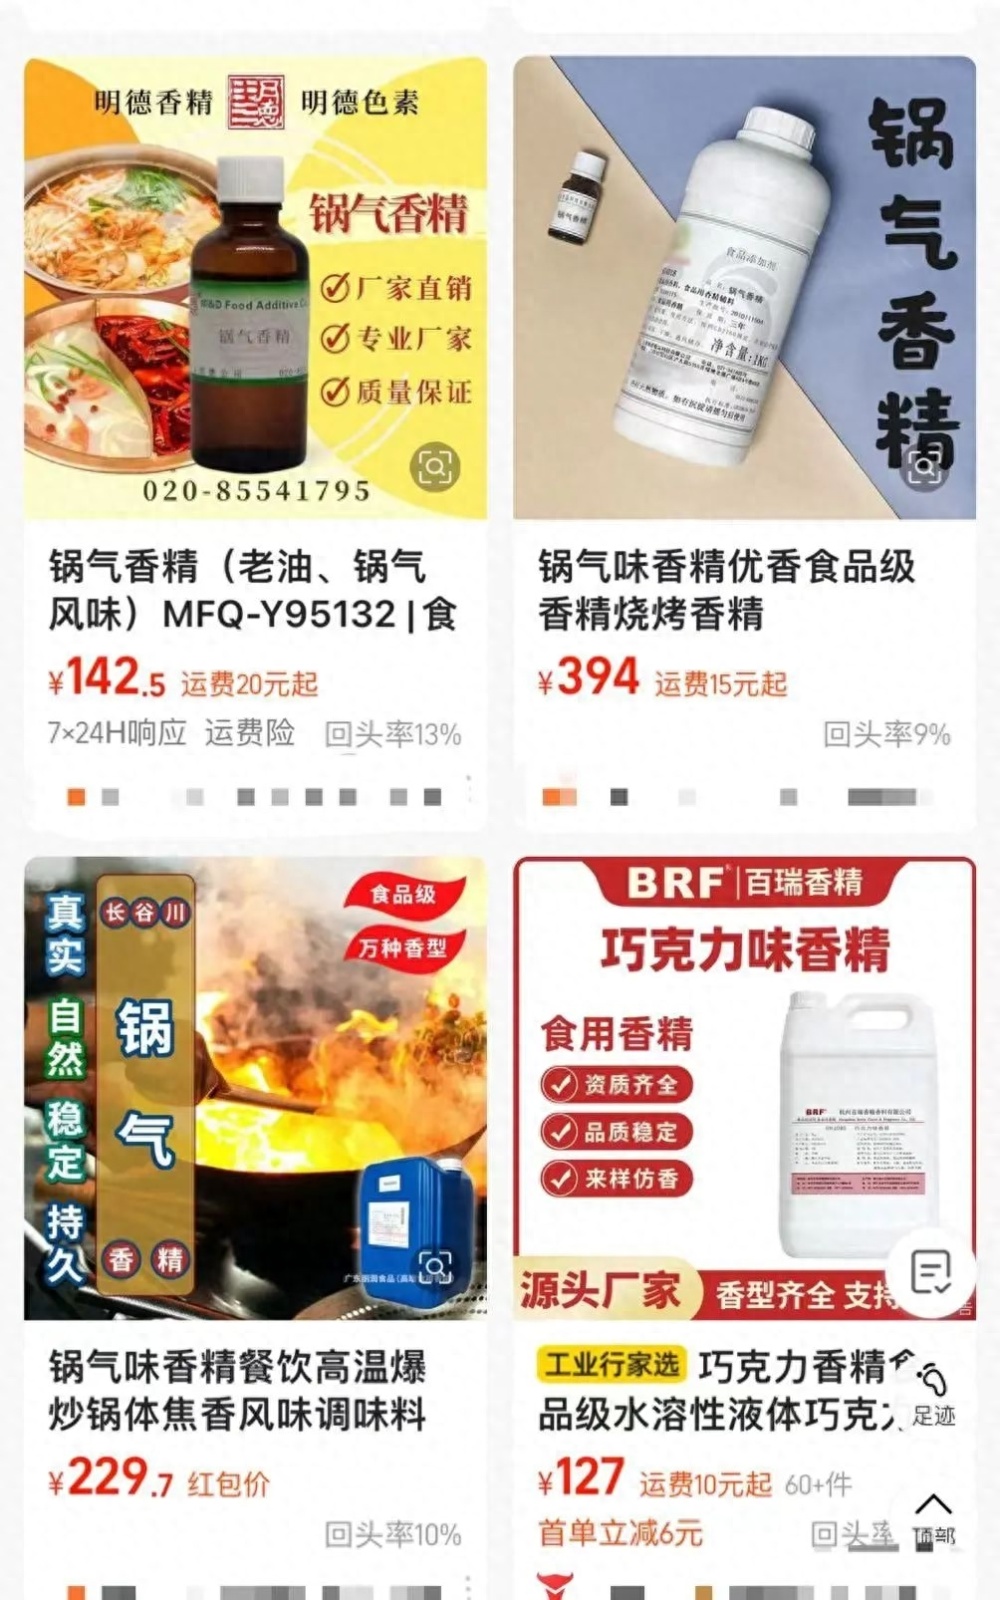 明德香精
明德色素
锅气香精
厂家直销
专业厂家
质量保证
M&D Food Additive Co
锅气香精
020-85541795
锅气香精（老油、锅气
风味）MFQ-Y95132 | 食
¥142.5 运费20元起
7×24H响应 运费险 回头率13%
锅气香精
锅气香精
食品添加剂
锅气香精
三年
净含量:1KG
锅气味香精优香食品级
香精烧烤香精
¥394 运费15元起
回头率9%
真实 自然 稳定 持久
长谷川
锅气
香精
食品级
万种香型
锅气味香精餐饮高温爆
炒锅体焦香风味调味料
¥229.7 红包价
回头率10%
BRF® 百瑞香精
巧克力味香精
食用香精
资质齐全
品质稳定
来样仿香
BRF
源头厂家
香型齐全 支持
告
工业行家选 巧克力香精
品级水溶性液体巧克
¥127 运费10元起 60+件
首单立减6元 回头率
足迹
顶部